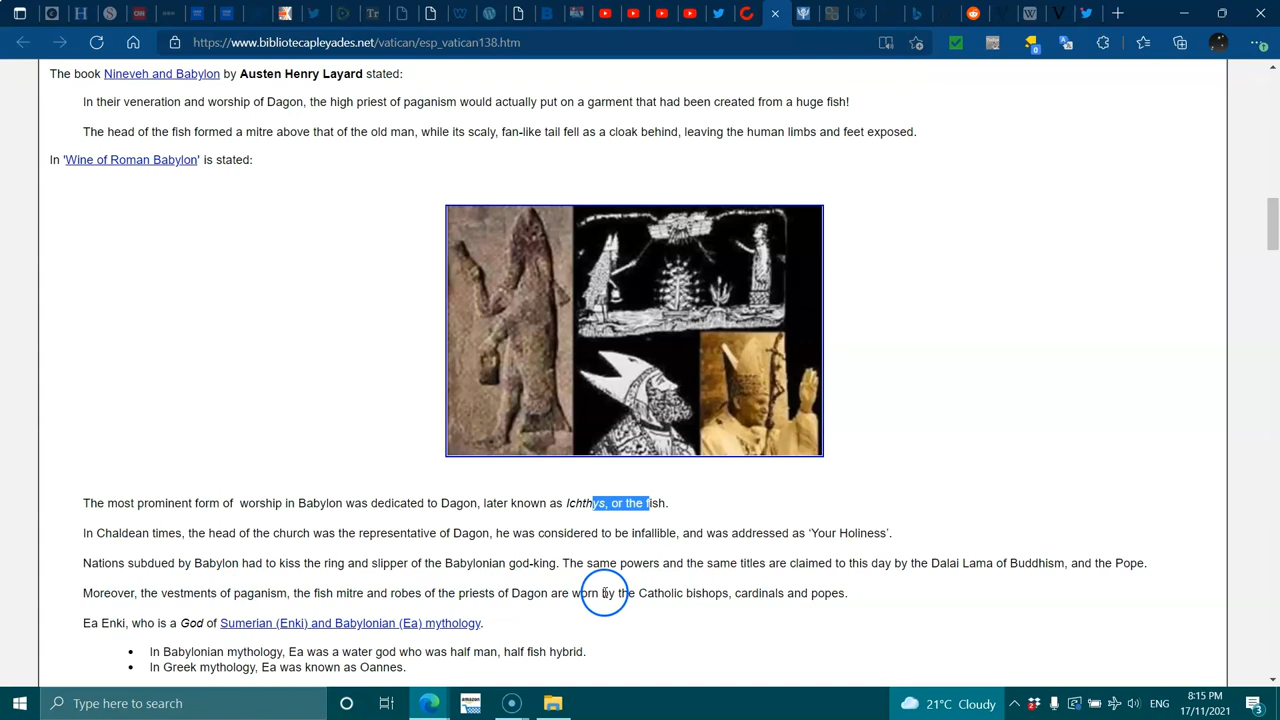 https://www.bibliotecapleyades.net/vatican/esp_vatican138.htm
The book Nineveh and Babylon by Austen Henry Layard stated:
In their veneration and worship of Dagon, the high priest of paganism would actually put on a garment that had been created from a huge fish!
The head of the fish formed a mitre above that of the old man, while its scaly, fan-like tail fell as a cloak behind, leaving the human limbs and feet exposed.
In 'Wine of Roman Babylon' is stated:
The most prominent form of worship in Babylon was dedicated to Dagon, later known as Ichthys, or the fish.
In Chaldean times, the head of the church was the representative of Dagon, he was considered to be infallible, and was addressed as ‘Your Holiness’.
Nations subdued by Babylon had to kiss the ring and slipper of the Babylonian god-king. The same powers and the same titles are claimed to this day by the Dalai Lama of Buddhism, and the Pope.
Moreover, the vestments of paganism, the fish mitre and robes of the priests of Dagon are worn by the Catholic bishops, cardinals and popes.
Ea Enki, who is a God of Sumerian (Enki) and Babylonian (Ea) mythology.
• In Babylonian mythology, Ea was a water god who was half man, half fish hybrid.
• In Greek mythology, Ea was known as Oannes.
Type here to search
amazon
2
21°C Cloudy
ENG
8:15 PM
17/11/2021
3